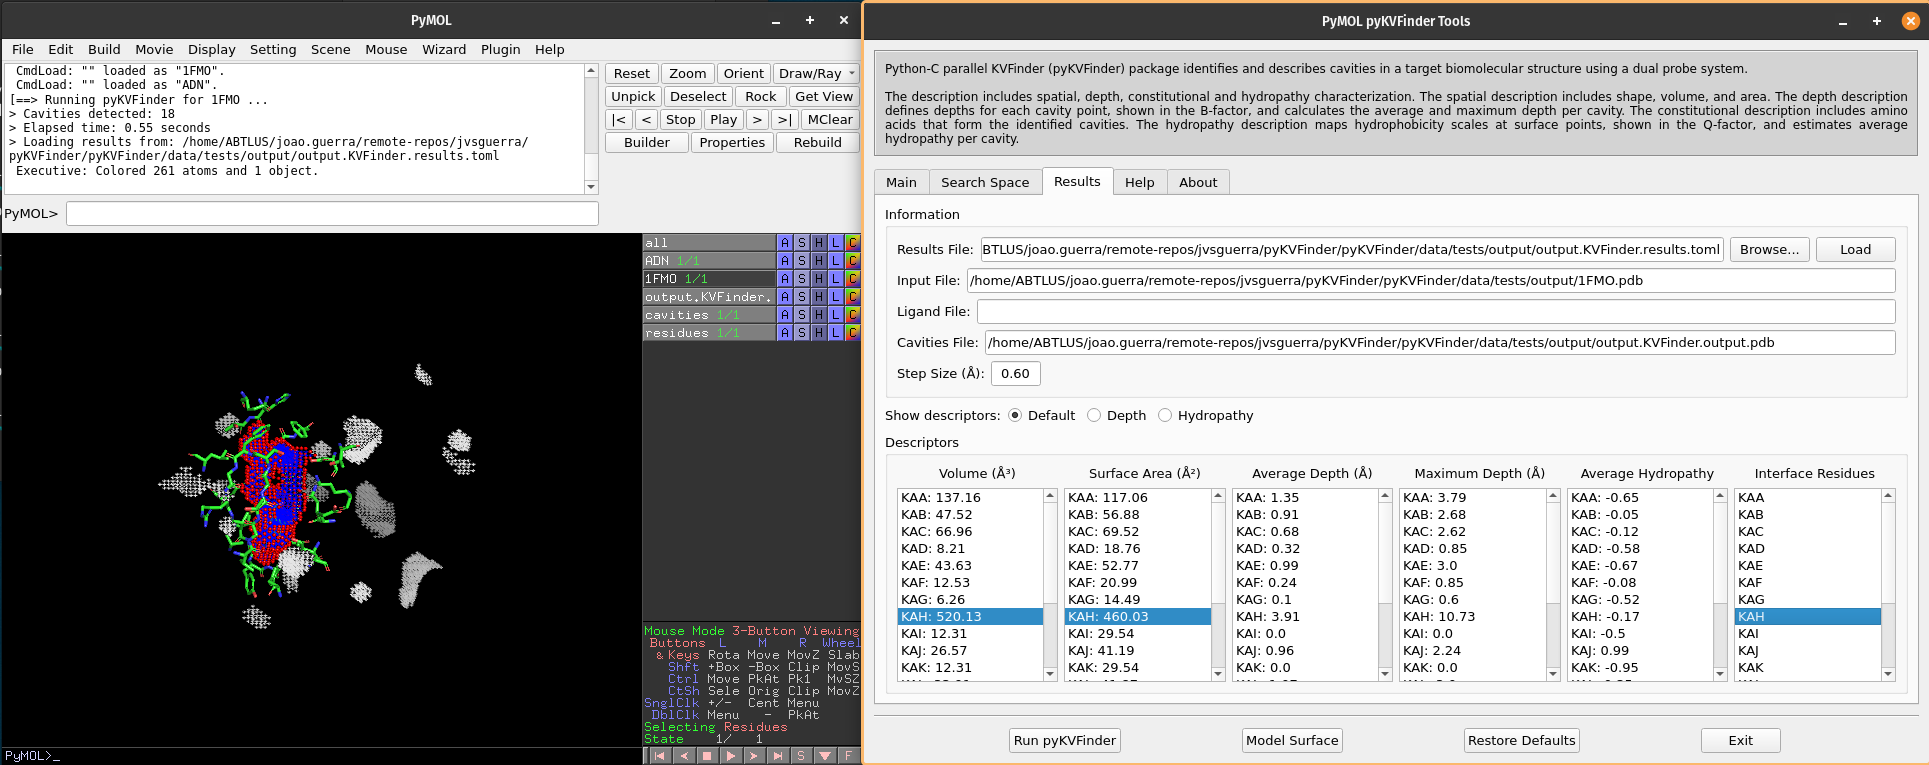 PyMOL
File Edit Build Movie Display Setting Scene Mouse Wizard Plugin Help
CmdLoad: "" loaded as "1FMO".
CmdLoad: "" loaded as "ADN".
[==> Running pyKVFinder for 1FMO ...
> Cavities detected: 18
> Elapsed time: 0.55 seconds
> Loading results from: /home/ABTLUS/joao.guerra/remote-repos/jvsguerra/
pyKVFinder/pyKVFinder/data/tests/output/output.KVFinder.results.toml
Executive: Colored 261 atoms and 1 object.
PyMOL>
Reset Zoom Orient Draw/Ray
Unpick Deselect Rock Get View
|< < Stop Play > >| MClear
Builder Properties Rebuild
all A S H L C
ADN 1/1 A S H L C
1FMO 1/1 A S H L C
output.KVFinder. A S H L C
cavities 1/1 A S H L C
residues 1/1 A S H L C
Mouse Mode 3-Button Viewing
Buttons L M R Wheel
& Keys Rota Move MovZ Slab
Shft +Box -Box Clip MovS
Ctrl Move PkAt Pk1 MvSZ
CtSh Sele Orig Clip MovZ
SnglClk +/- Cent Menu
DblClk Menu - PkAt
Selecting Residues
State 1/ 1
S F
PyMOL>_
PyMOL pyKVFinder Tools
Python-C parallel KVFinder (pyKVFinder) package identifies and describes cavities in a target biomolecular structure using a dual probe system.
The description includes spatial, depth, constitutional and hydropathy characterization. The spatial description includes shape, volume, and area. The depth description
defines depths for each cavity point, shown in the B-factor, and calculates the average and maximum depth per cavity. The constitutional description includes amino
acids that form the identified cavities. The hydropathy description maps hydrophobicity scales at surface points, shown in the Q-factor, and estimates average
hydropathy per cavity.
Main Search Space Results Help About
Information
Results File: BTLUS/joao.guerra/remote-repos/jvsguerra/pyKVFinder/pyKVFinder/data/tests/output/output.KVFinder.results.toml Browse... Load
Input File: /home/ABTLUS/joao.guerra/remote-repos/jvsguerra/pyKVFinder/pyKVFinder/data/tests/output/1FMO.pdb
Ligand File:
Cavities File: /home/ABTLUS/joao.guerra/remote-repos/jvsguerra/pyKVFinder/pyKVFinder/data/tests/output/output.KVFinder.output.pdb
Step Size (Å): 0.60
Show descriptors: Default Depth Hydropathy
Descriptors
Volume (Å³) Surface Area (Å²) Average Depth (Å) Maximum Depth (Å) Average Hydropathy Interface Residues
KAA: 137.16 KAA: 117.06 KAA: 1.35 KAA: 3.79 KAA: -0.65 KAA
KAB: 47.52 KAB: 56.88 KAB: 0.91 KAB: 2.68 KAB: -0.05 KAB
KAC: 66.96 KAC: 69.52 KAC: 0.68 KAC: 2.62 KAC: -0.12 KAC
KAD: 8.21 KAD: 18.76 KAD: 0.32 KAD: 0.85 KAD: -0.58 KAD
KAE: 43.63 KAE: 52.77 KAE: 0.99 KAE: 3.0 KAE: -0.67 KAE
KAF: 12.53 KAF: 20.99 KAF: 0.24 KAF: 0.85 KAF: -0.08 KAF
KAG: 6.26 KAG: 14.49 KAG: 0.1 KAG: 0.6 KAG: -0.52 KAG
KAH: 520.13 KAH: 460.03 KAH: 3.91 KAH: 10.73 KAH: -0.17 KAH
KAI: 12.31 KAI: 29.54 KAI: 0.0 KAI: 0.0 KAI: -0.5 KAI
KAJ: 26.57 KAJ: 41.19 KAJ: 0.96 KAJ: 2.24 KAJ: 0.99 KAJ
KAK: 12.31 KAK: 29.54 KAK: 0.0 KAK: 0.0 KAK: -0.95 KAK
Run pyKVFinder Model Surface Restore Defaults Exit